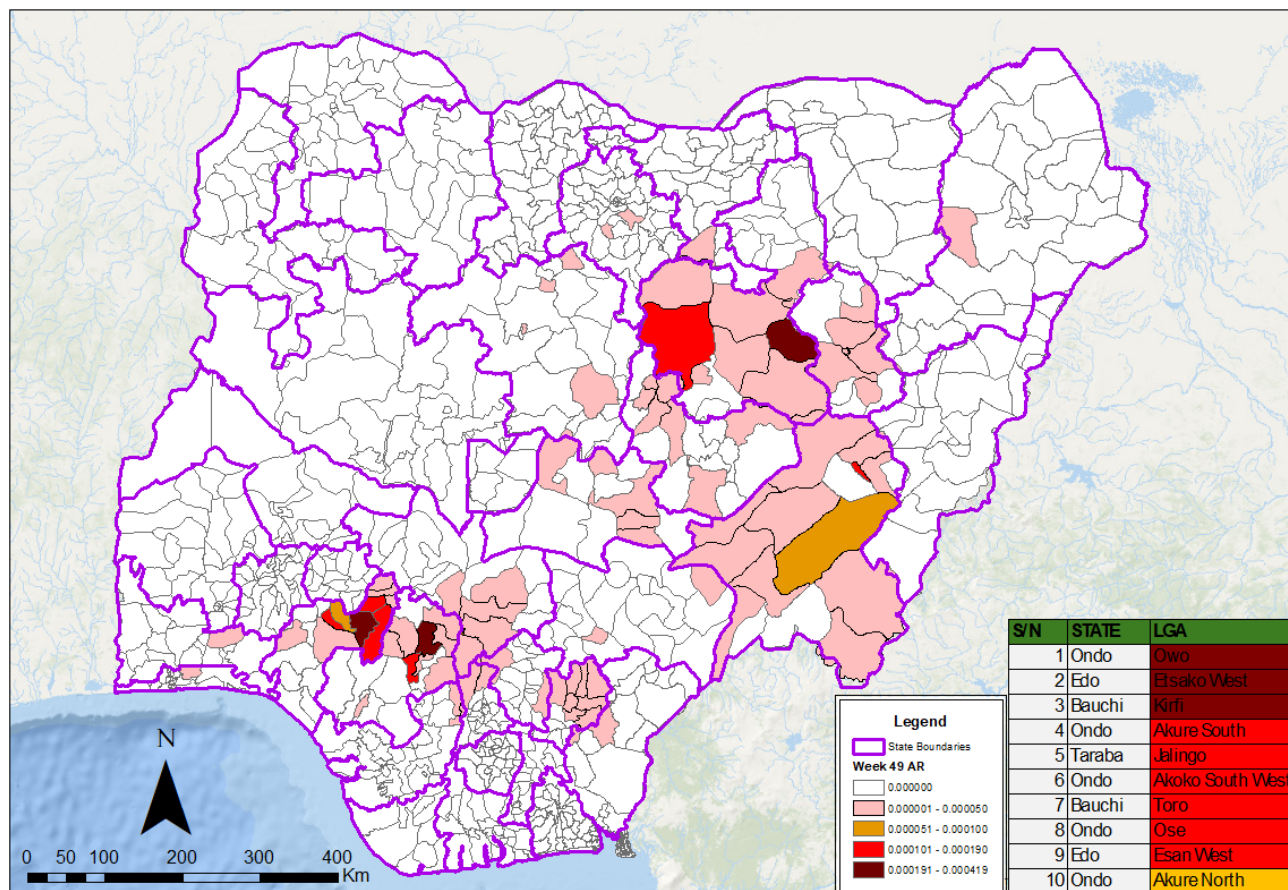 N
0 50 100 200 300 400
Km
Legend
State Boundaries
Week 49 AR
0.000000
0.000001 - 0.000050
0.000051 - 0.000100
0.000101 - 0.000190
0.000191 - 0.000419
S/N STATE LGA
1 Ondo Owo
2 Edo Etsako West
3 Bauchi Kirfi
4 Ondo Akure South
5 Taraba Jalingo
6 Ondo Akoko South West
7 Bauchi Toro
8 Ondo Ose
9 Edo Esan West
10 Ondo Akure North